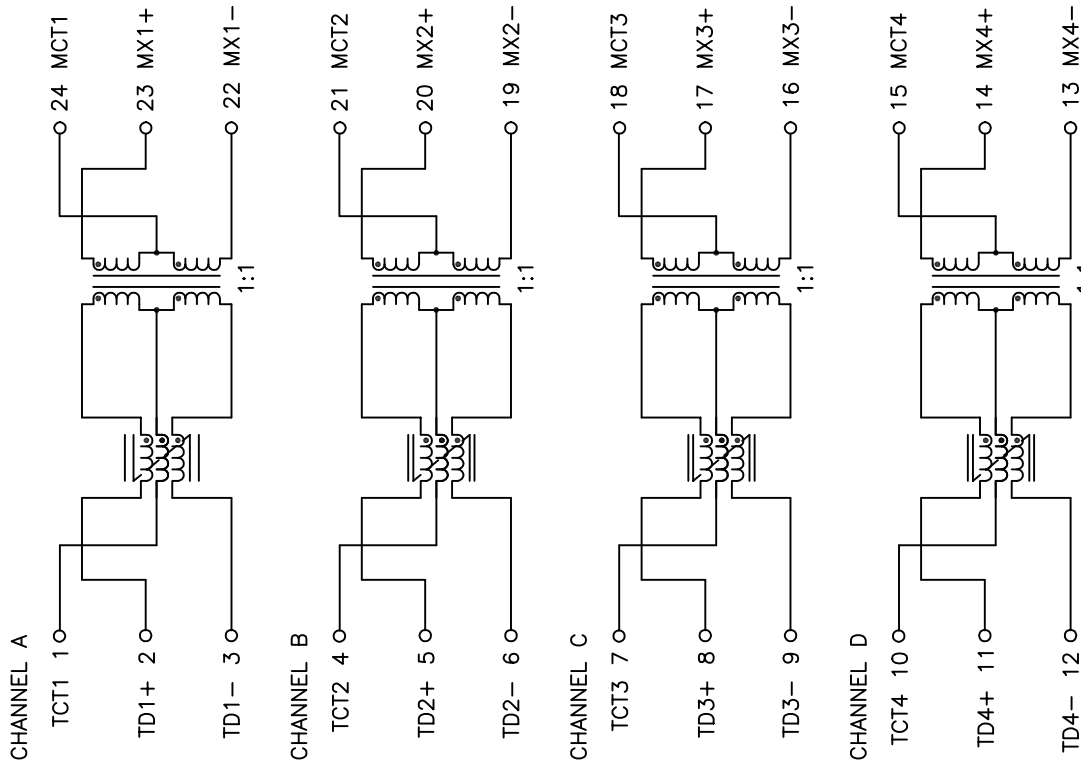 CHANNEL A
TCT1 1
24 MCT1
TD1+ 2
23 MX1+
TD1- 3
22 MX1-
1:1
CHANNEL B
TCT2 4
21 MCT2
TD2+ 5
20 MX2+
TD2- 6
19 MX2-
1:1
CHANNEL C
TCT3 7
18 MCT3
TD3+ 8
17 MX3+
TD3- 9
16 MX3-
1:1
CHANNEL D
TCT4 10
15 MCT4
TD4+ 11
14 MX4+
TD4- 12
13 MX4-